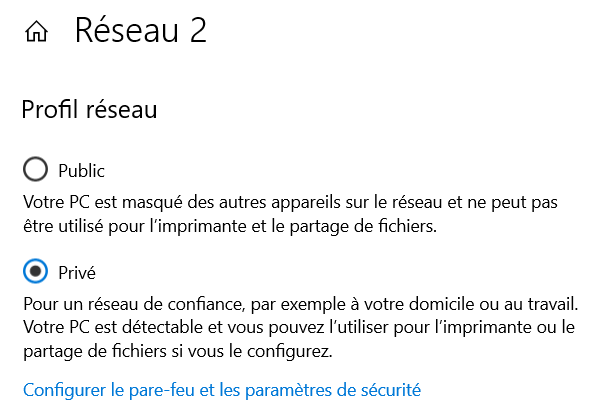 Réseau 2
Profil réseau
Public
Votre PC est masqué des autres appareils sur le réseau et ne peut pas
être utilisé pour l’imprimante et le partage de fichiers.
Privé
Pour un réseau de confiance, par exemple à votre domicile ou au travail.
Votre PC est détectable et vous pouvez l’utiliser pour l’imprimante ou le
partage de fichiers si vous le configurez.
Configurer le pare-feu et les paramètres de sécurité